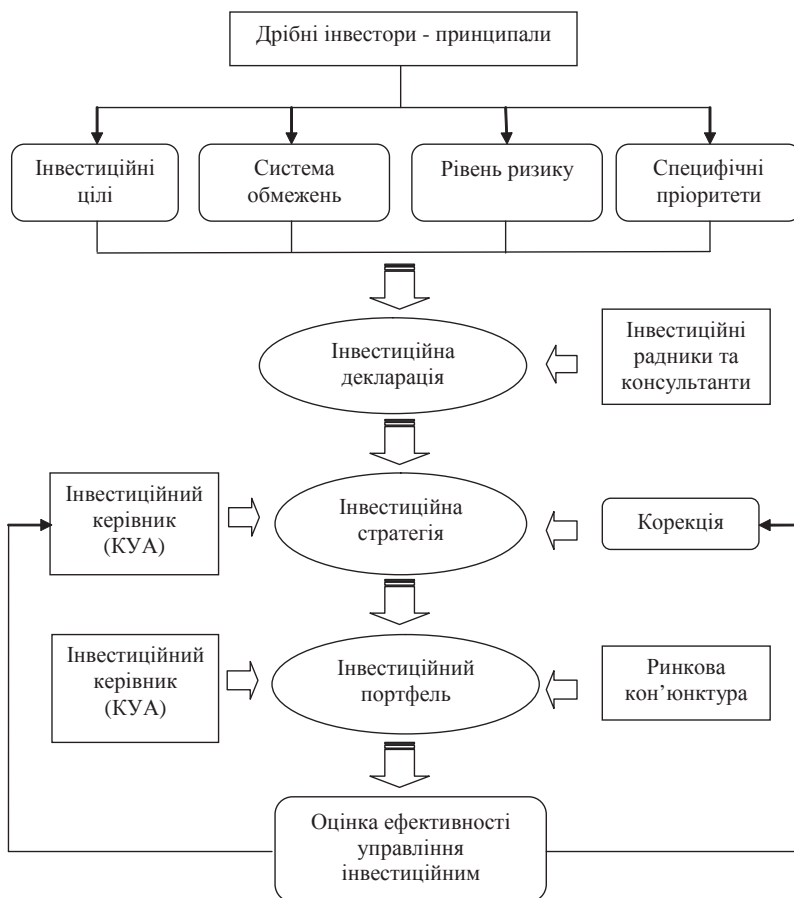 Дрібні інвестори - принципали
Інвестиційні
цілі
Система
обмежень
Рівень ризику
Специфічні
пріоритети
Інвестиційна
декларація
Інвестиційні
радники та
консультанти
Інвестиційний
керівник
(КУА)
Інвестиційна
стратегія
Корекція
Інвестиційний
керівник
(КУА)
Інвестиційний
портфель
Ринкова
кон’юнктура
Оцінка ефективності
управління
інвестиційним